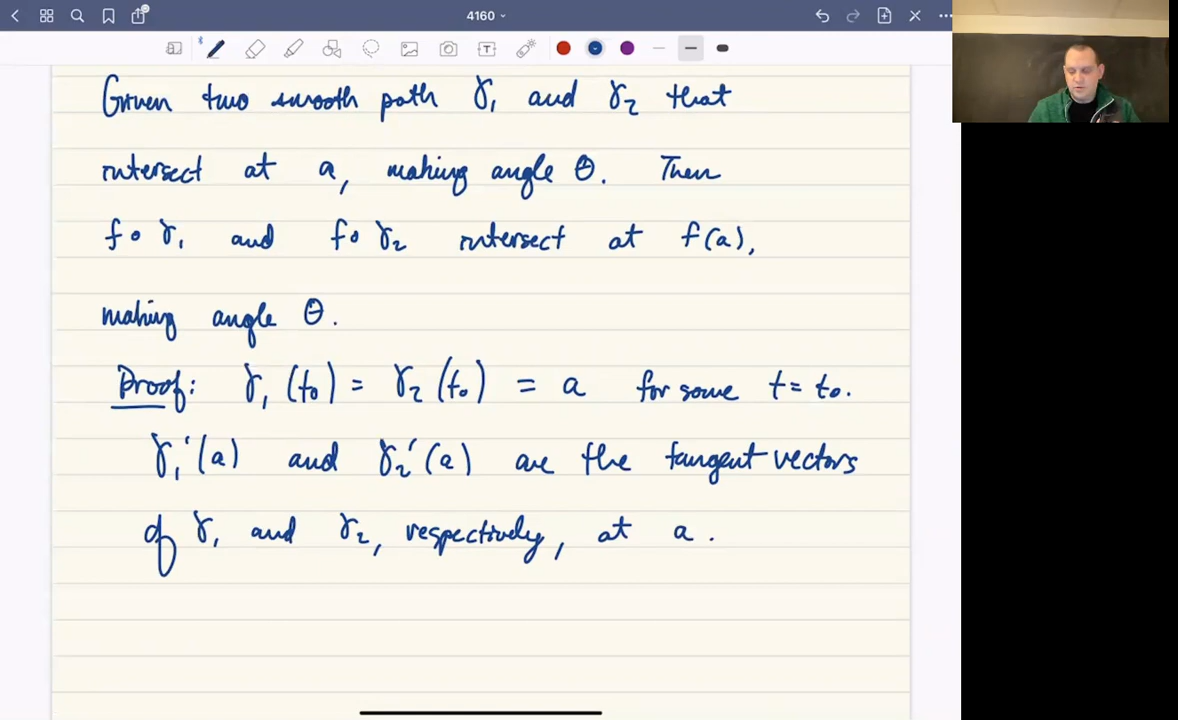 4160
Given two smooth path γ₁ and γ₂ that
intersect at a, making angle θ. Then
f∘γ₁ and f∘γ₂ intersect at f(a),
making angle θ.
Proof: γ₁(t₀) = γ₂(t₀) = a for some t = t₀.
γ₁'(a) and γ₂'(a) are the tangent vectors
of γ₁ and γ₂, respectively, at a.